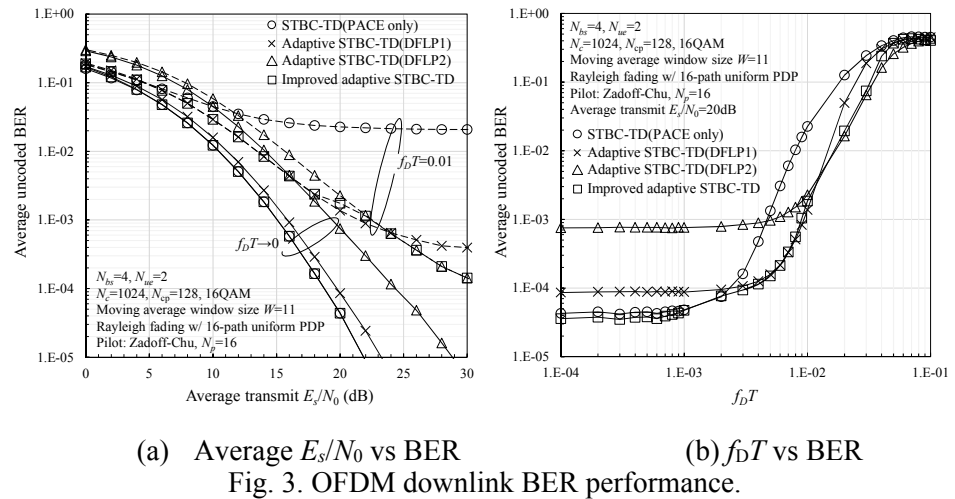 1.E+00
1.E-01
1.E-02
1.E-03
1.E-04
1.E-05
Average uncoded BER
STBC-TD(PACE only)
Adaptive STBC-TD(DFLP1)
Adaptive STBC-TD(DFLP2)
Improved adaptive STBC-TD
fDT=0.01
fDT→0
Nbs=4, Nue=2
Nc=1024, Ncp=128, 16QAM
Moving average window size W=11
Rayleigh fading w/ 16-path uniform PDP
Pilot: Zadoff-Chu, Np=16
0 5 10 15 20 25 30
Average transmit Es/N0 (dB)
1.E+00
1.E-01
1.E-02
1.E-03
1.E-04
1.E-05
Average uncoded BER
Nbs=4, Nue=2
Nc=1024, Ncp=128, 16QAM
Moving average window size W=11
Rayleigh fading w/ 16-path uniform PDP
Pilot: Zadoff-Chu, Np=16
Average transmit Es/N0=20dB
STBC-TD(PACE only)
Adaptive STBC-TD(DFLP1)
Adaptive STBC-TD(DFLP2)
Improved adaptive STBC-TD
1.E-04 1.E-03 1.E-02 1.E-01
fDT
(a) Average Es/N0 vs BER
(b) fDT vs BER
Fig. 3. OFDM downlink BER performance.